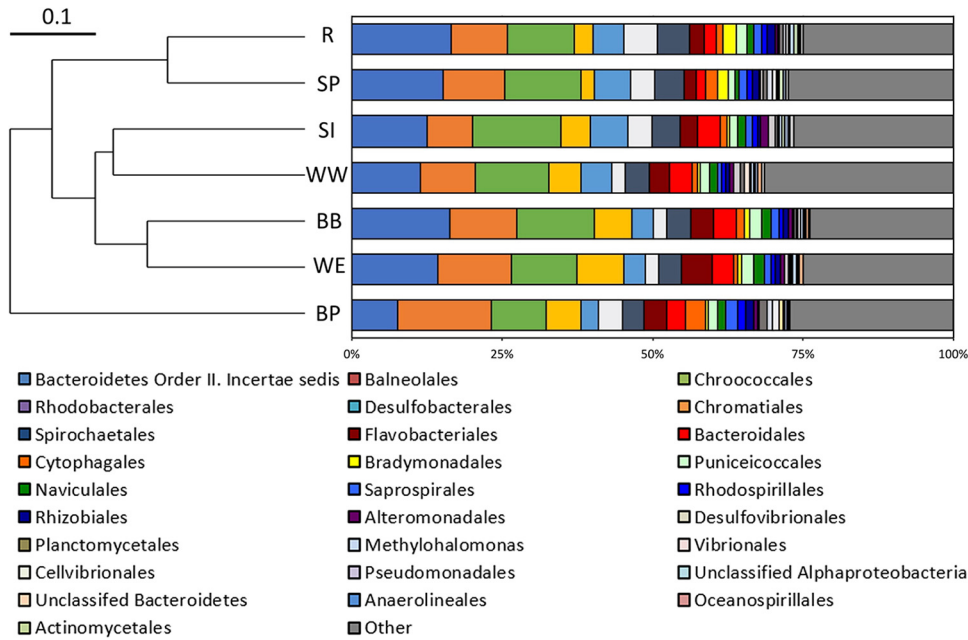 0.1
R
SP
SI
WW
BB
WE
BP
0% 25% 50% 75% 100%
Bacteroidetes Order II. Incertae sedis Balneolales Chroococcales
Rhodobacterales Desulfobacterales Chromatiales
Spirochaetales Flavobacteriales Bacteroidales
Cytophagales Bradymonadales Puniceicoccales
Naviculales Saprospirales Rhodospirillales
Rhizobiales Alteromonadales Desulfovibrionales
Planctomycetales Methylohalomonas Vibrionales
Cellvibrionales Pseudomonadales Unclassified Alphaproteobacteria
Unclassifed Bacteroidetes Anaerolineales Oceanospirillales
Actinomycetales Other